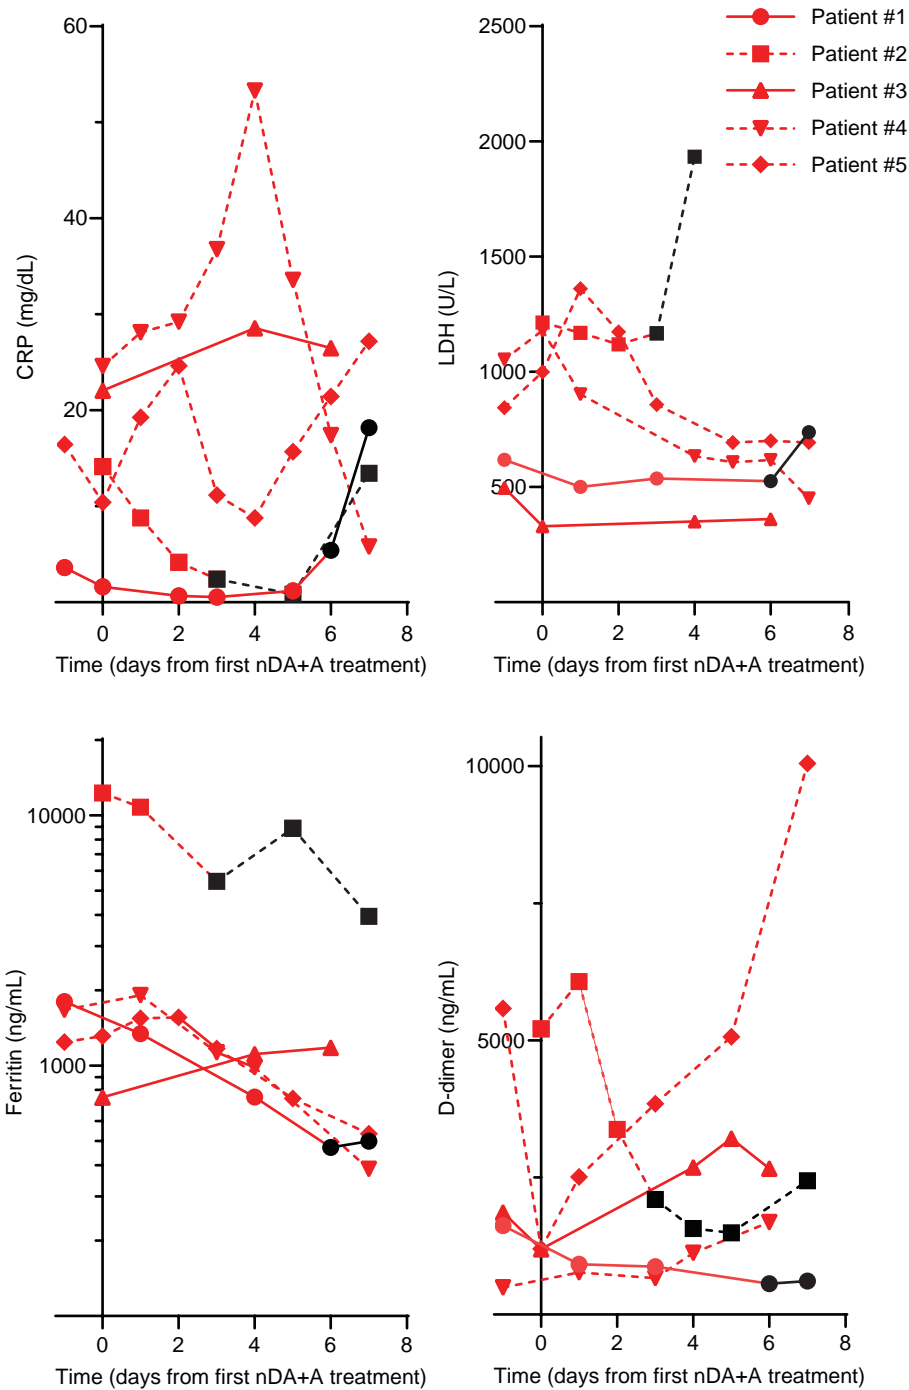 Patient #1
Patient #2
Patient #3
Patient #4
Patient #5
60
40
20
CRP (mg/dL)
0 2 4 6 8
Time (days from first nDA+A treatment)
2500
2000
1500
1000
500
LDH (U/L)
0 2 4 6 8
Time (days from first nDA+A treatment)
10000
1000
Ferritin (ng/mL)
0 2 4 6 8
Time (days from first nDA+A treatment)
10000
5000
D-dimer (ng/mL)
0 2 4 6 8
Time (days from first nDA+A treatment)